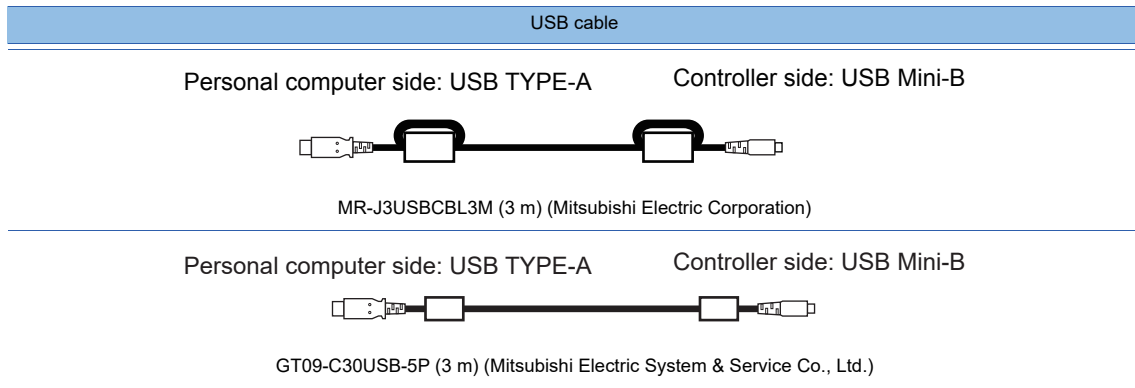 USB cable
Personal computer side: USB TYPE-A Controller side: USB Mini-B
MR-J3USBCBL3M (3 m) (Mitsubishi Electric Corporation)
Personal computer side: USB TYPE-A Controller side: USB Mini-B
GT09-C30USB-5P (3 m) (Mitsubishi Electric System & Service Co., Ltd.)